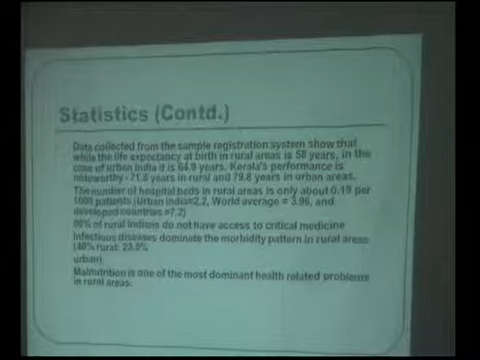 Statistics (Contd.)
Data collected from the sample registration system show that
while the life expectancy at birth in rural areas is 58 years, in the
case of urban India it is 64.9 years. Kerala's performance is
noteworthy - 71.8 years in rural and 79.8 years in urban areas.
The number of hospital beds in rural areas is only about 0.19 per
1000 patients (Urban India=2.2, World average = 3.96, and
developed countries =7.2)
of rural Indians do not have access to critical medicine
Infectious diseases dominate the morbidity pattern in rural areas
(40% rural: 23.5%
urban)
Malnutrition is one of the most dominant health related problems
in rural areas.